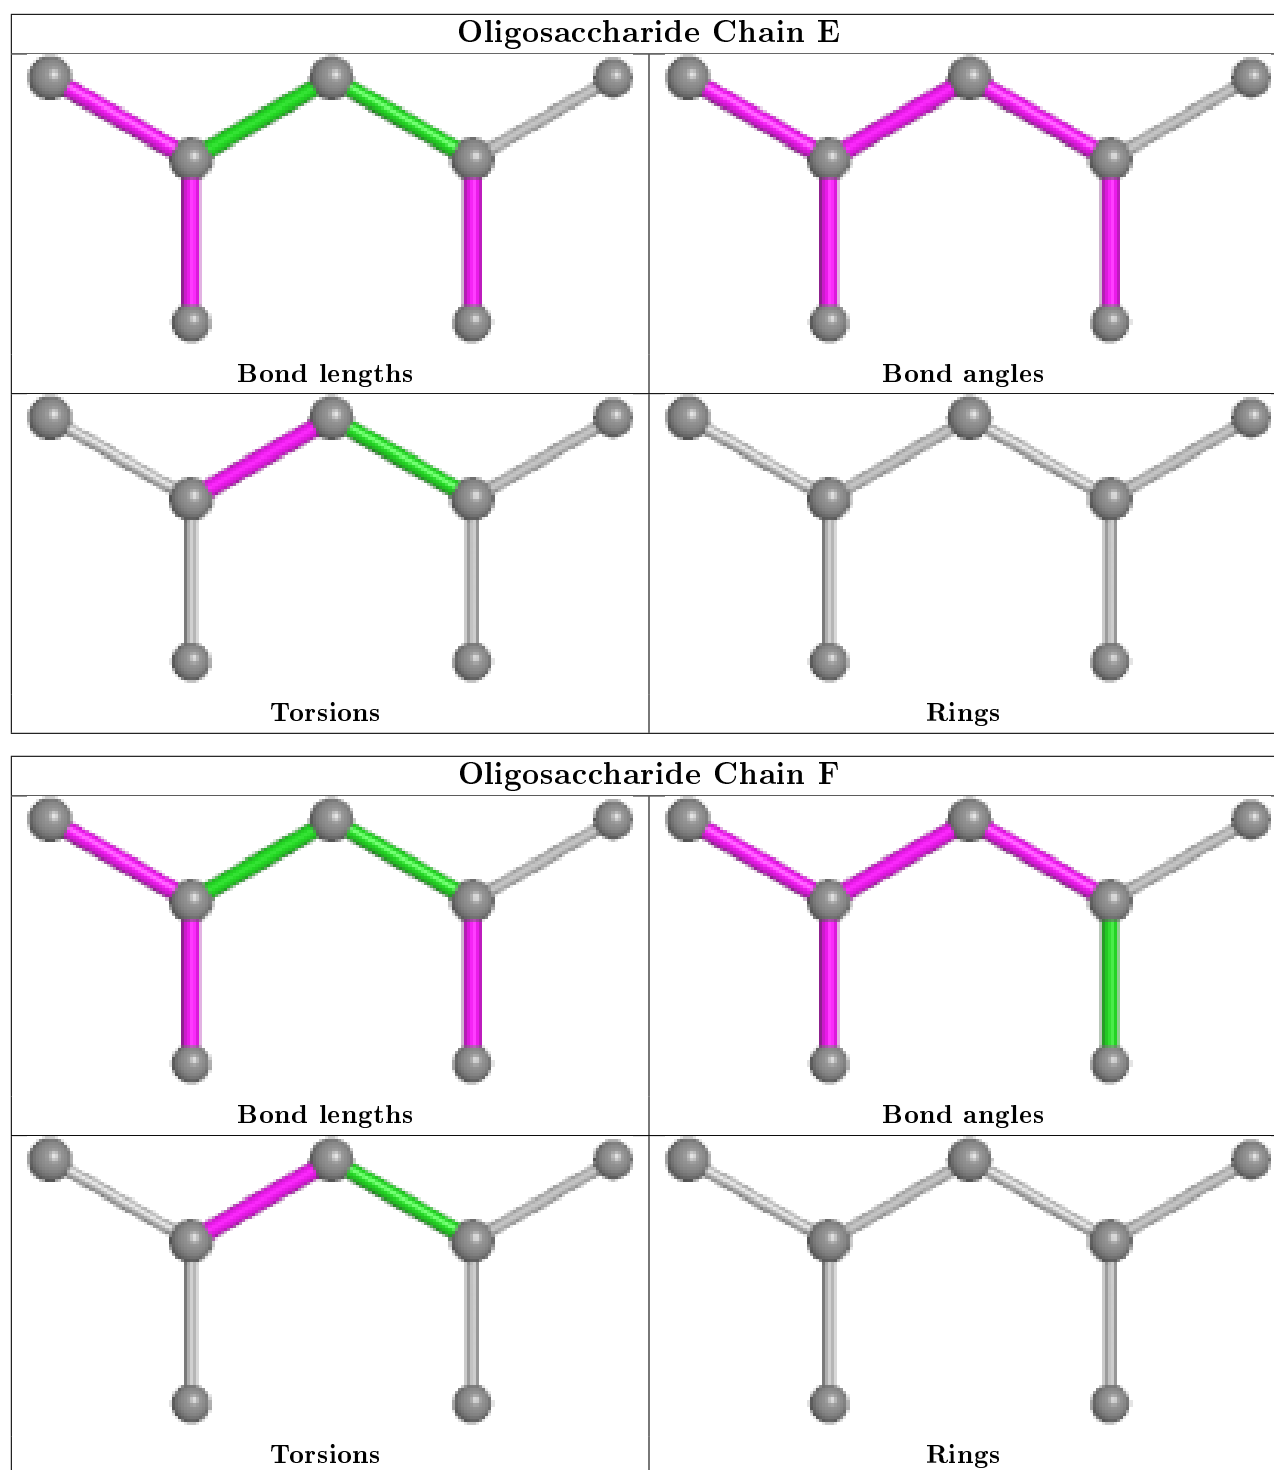 Oligosaccharide Chain E
Bond lengths
Bond angles
Torsions
Rings
Oligosaccharide Chain F
Bond lengths
Bond angles
Torsions
Rings